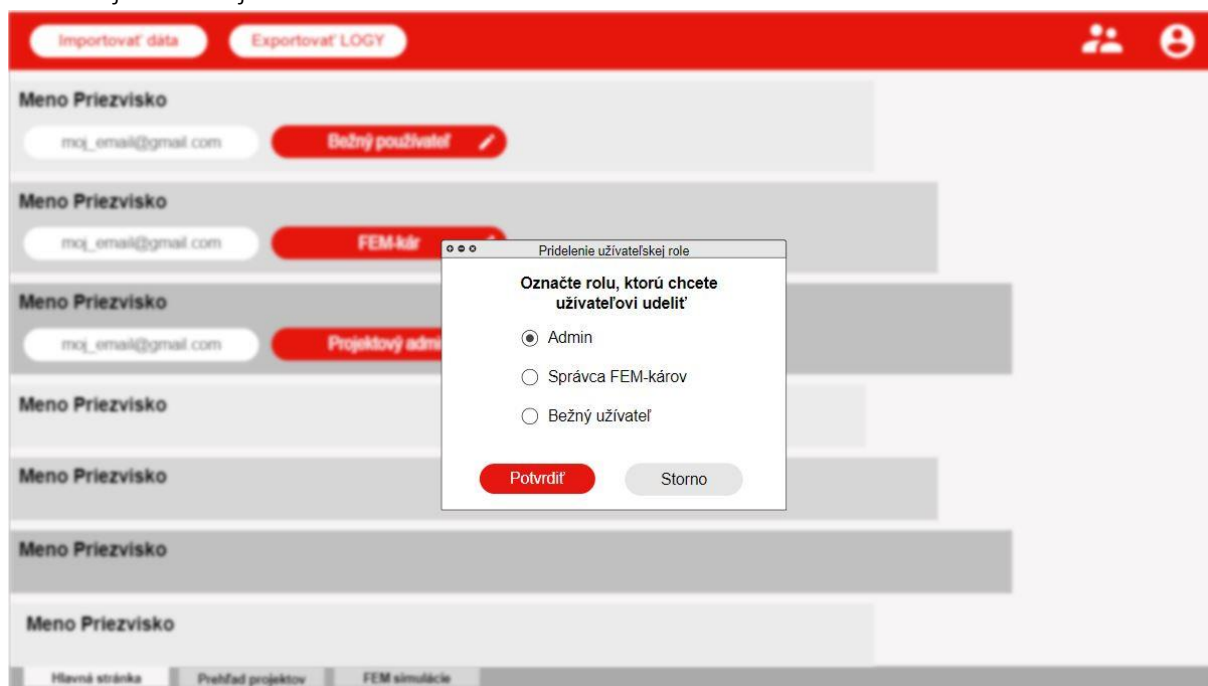 Importovať dáta
Exportovať LOGY
Meno Priezvisko
moj_email@gmail.com
Bežný používateľ
Meno Priezvisko
moj_email@gmail.com
FEM-kár
Pridelenie užívateľskej role
Označte rolu, ktorú chcete
užívateľovi udeliť
Admin
Správca FEM-károv
Bežný užívateľ
Potvrdiť
Storno
Meno Priezvisko
moj_email@gmail.com
Projektový admi
Meno Priezvisko
Meno Priezvisko
Meno Priezvisko
Meno Priezvisko
Hlavná stránka
Prehľad projektov
FEM simulácie